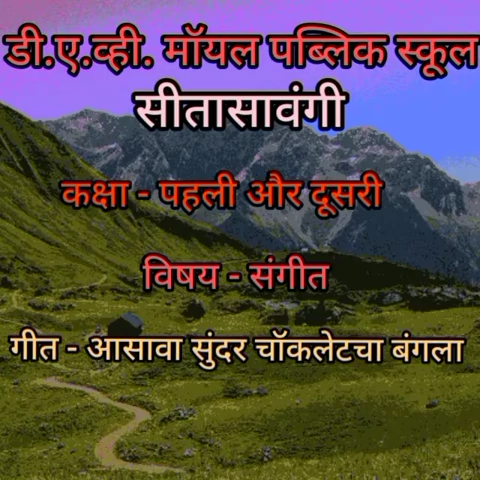 डी.ए.व्ही. मॉयल पब्लिक स्कूल
सीतासावंगी
कक्षा - पहली और दूसरी
विषय - संगीत
गीत - आसावा सुंदर चॉकलेटचा बंगला